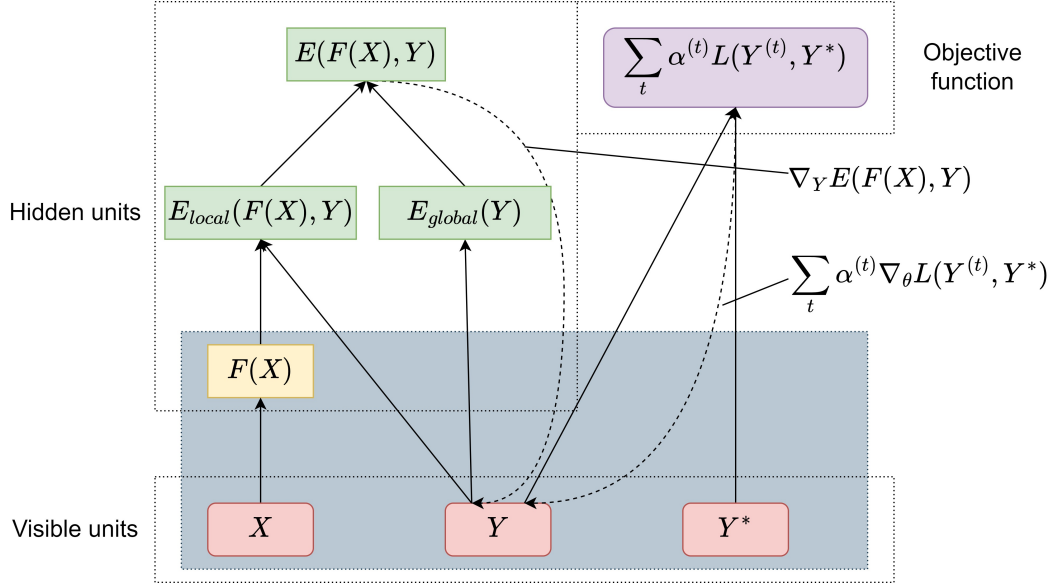 E(F(X), Y)
∑_t α^(t) L(Y^(t), Y*)
Objective
function
∇_Y E(F(X), Y)
Hidden units
E_local(F(X), Y)
E_global(Y)
∑_t α^(t) ∇_θ L(Y^(t), Y*)
F(X)
Visible units
X
Y
Y*